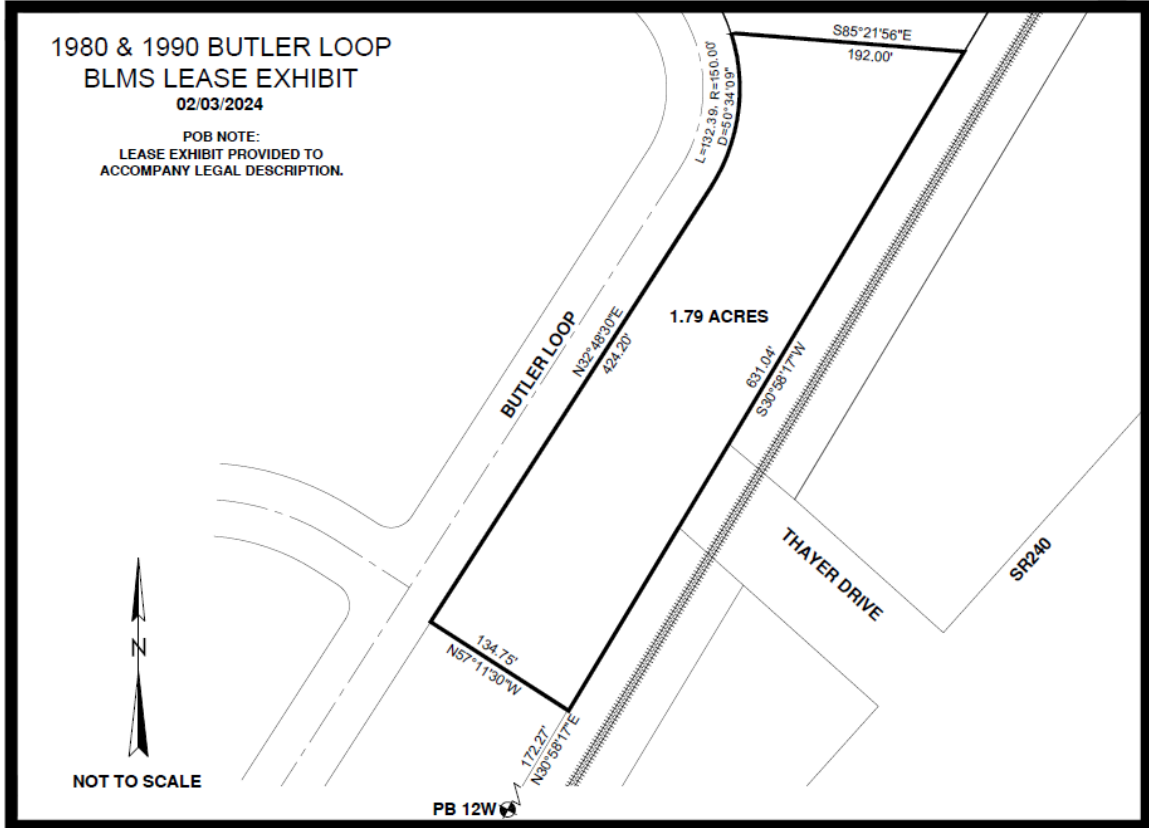 1980 & 1990 BUTLER LOOP
BLMS LEASE EXHIBIT
02/03/2024
POB NOTE:
LEASE EXHIBIT PROVIDED TO
ACCOMPANY LEGAL DESCRIPTION.
S85°21'56"E
192.00'
L=132.39, R=150.00'
D=50°34'09"
1.79 ACRES
BUTLER LOOP
N32°48'30"E
424.20'
631.04'
S30°58'17"W
THAYER DRIVE
SR240
134.75'
N57°11'30"W
172.27'
N30°58'17"E
N
NOT TO SCALE
PB 12W